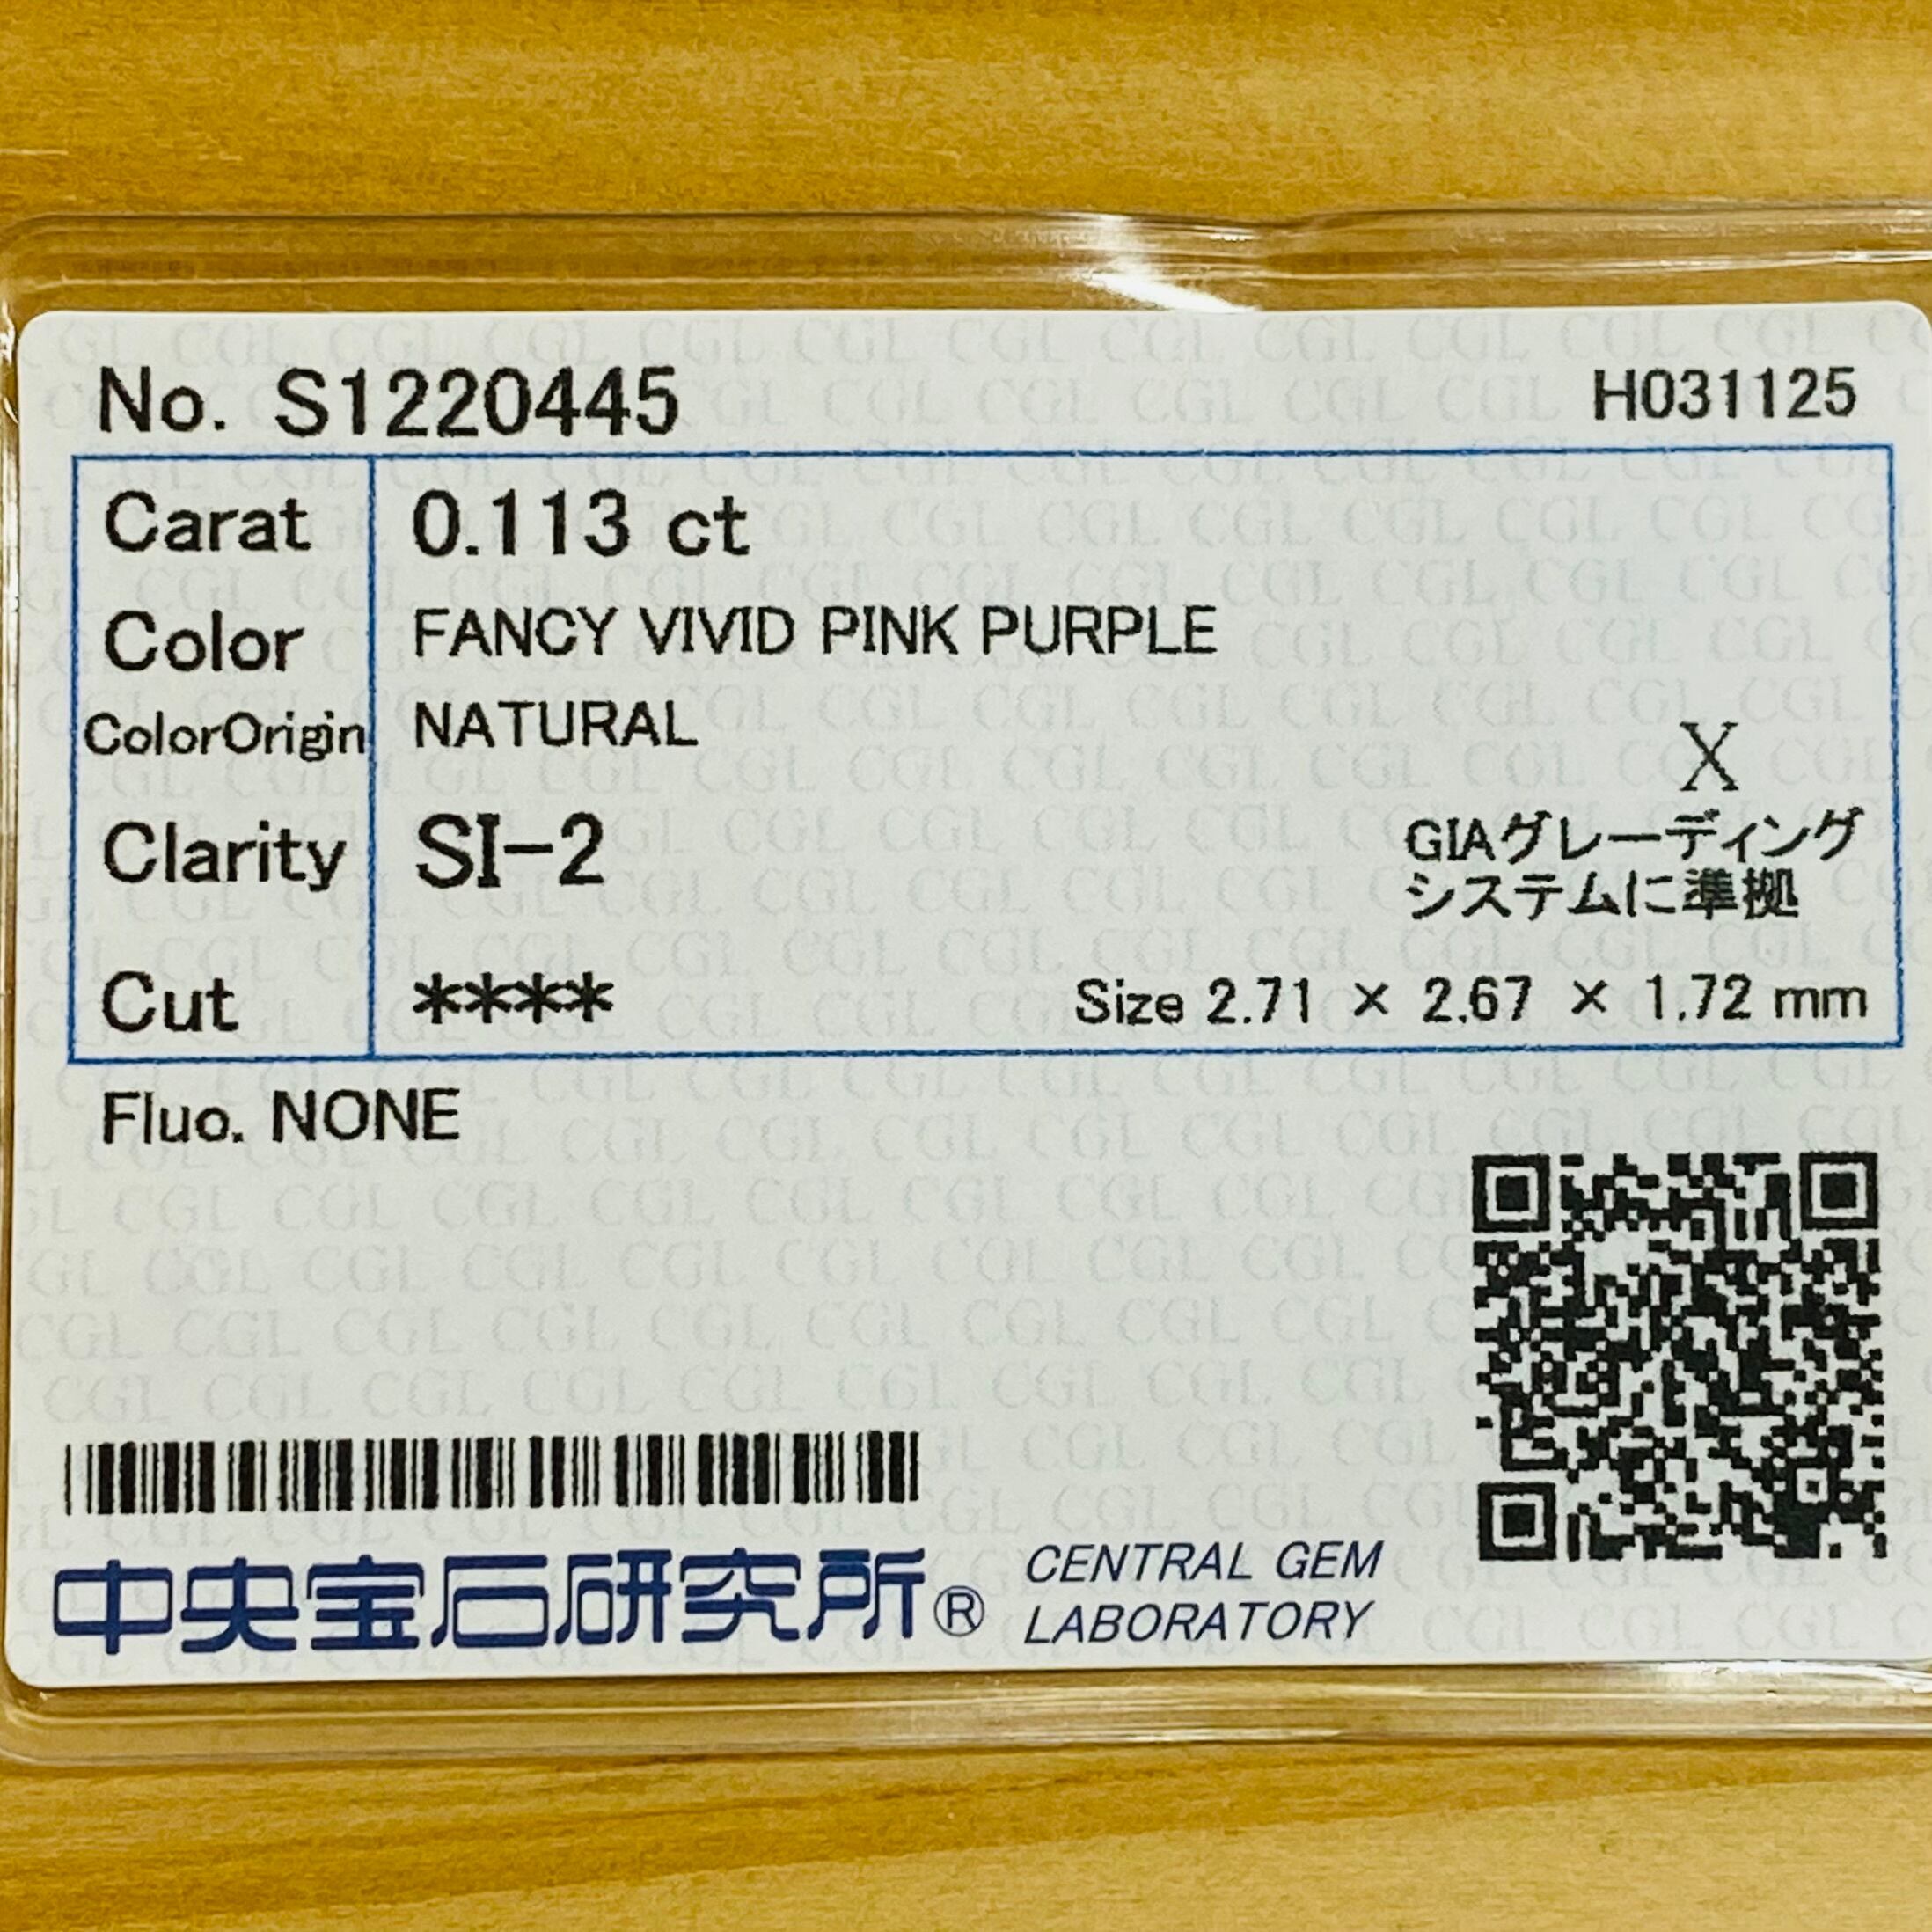 No. S1220445 H031125
Carat 0.113 ct
Color FANCY VIVID PINK PURPLE
ColorOrigin NATURAL
X
Clarity SI-2
GIAグレーディング
システムに準拠
Cut **** Size 2.71 × 2.67 × 1.72 mm
Fluo. NONE
中央宝石研究所® CENTRAL GEM
LABORATORY